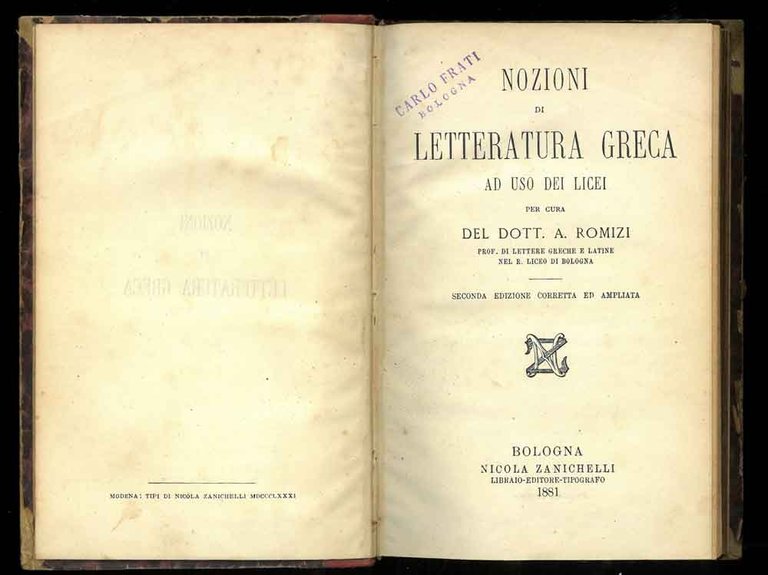 MODENA: TIPI DI NICOLA ZANICHELLI MDCCCLXXXI
CARLO FRATI
BOLOGNA
NOZIONI
DI
LETTERATURA GRECA
AD USO DEI LICEI
PER CURA
DEL DOTT. A. ROMIZI
PROF. DI LETTERE GRECHE E LATINE
NEL R. LICEO DI BOLOGNA
SECONDA EDIZIONE CORRETTA ED AMPLIATA
BOLOGNA
NICOLA ZANICHELLI
LIBRAIO-EDITORE-TIPOGRAFO
1881